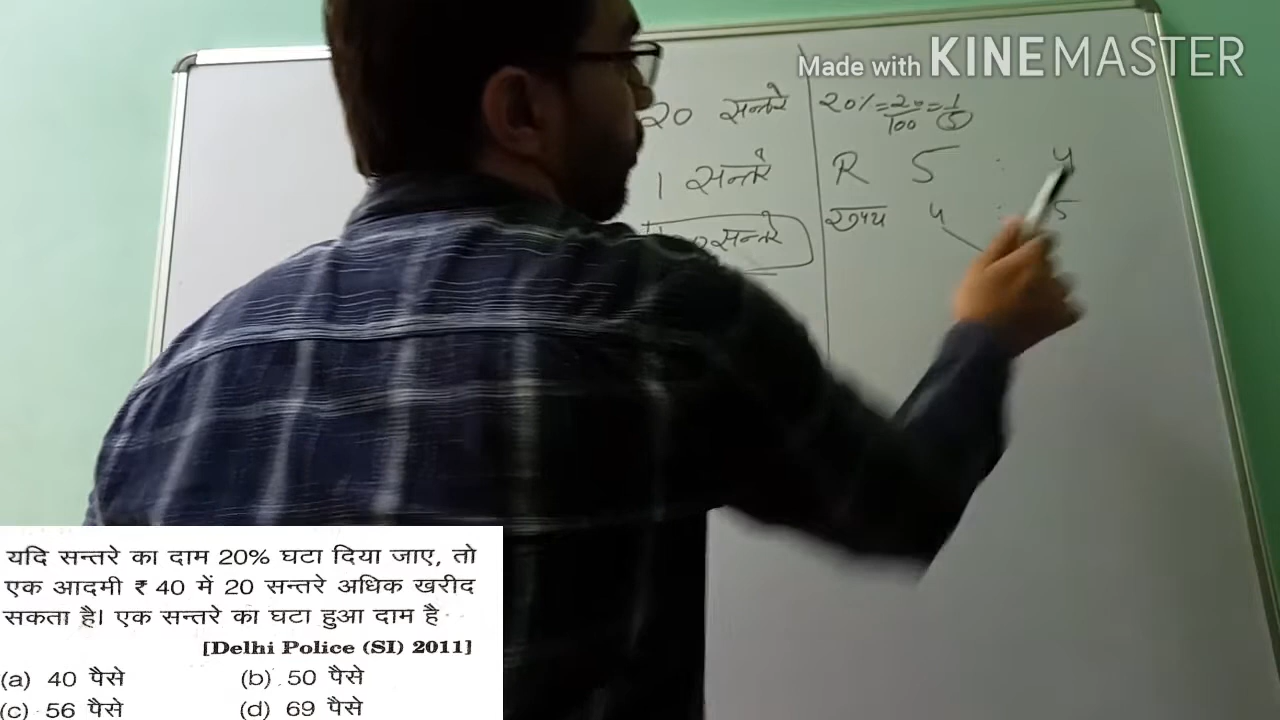 Made with KINEMASTER
20 सन्तरे
1 सन्तरे
सन्तरे
20% = 20/100 = 1/5
R 5 : 4
4 : 5
यदि सन्तरे का दाम 20% घटा दिया जाए, तो
एक आदमी ₹ 40 में 20 सन्तरे अधिक खरीद
सकता है। एक सन्तरे का घटा हुआ दाम है
[Delhi Police (SI) 2011]
(a) 40 पैसे (b) 50 पैसे
(c) 56 पैसे (d) 69 पैसे